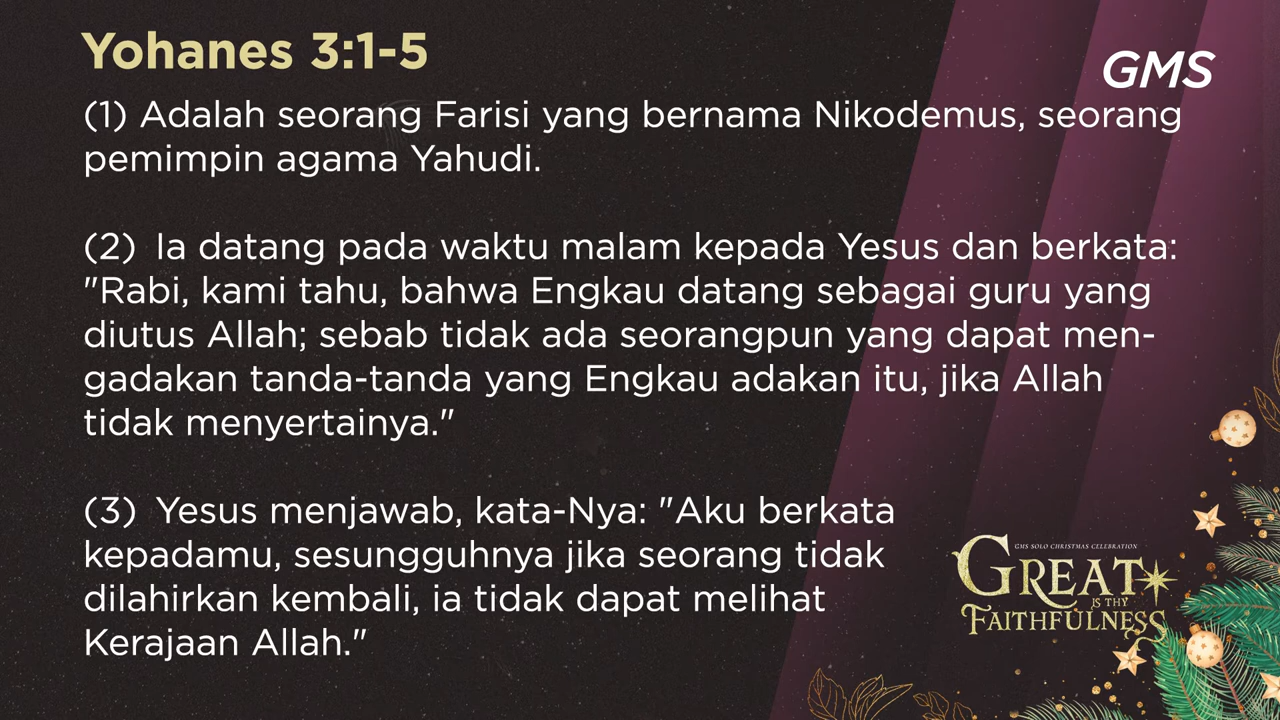 Yohanes 3:1-5
GMS
(1) Adalah seorang Farisi yang bernama Nikodemus, seorang
pemimpin agama Yahudi.
(2) Ia datang pada waktu malam kepada Yesus dan berkata:
"Rabi, kami tahu, bahwa Engkau datang sebagai guru yang
diutus Allah; sebab tidak ada seorangpun yang dapat men-
gadakan tanda-tanda yang Engkau adakan itu, jika Allah
tidak menyertainya."
(3) Yesus menjawab, kata-Nya: "Aku berkata
kepadamu, sesungguhnya jika seorang tidak
dilahirkan kembali, ia tidak dapat melihat
Kerajaan Allah."
GMS SOLO CHRISTMAS CELEBRATION
GREAT
IS THY
FAITHFULNESS